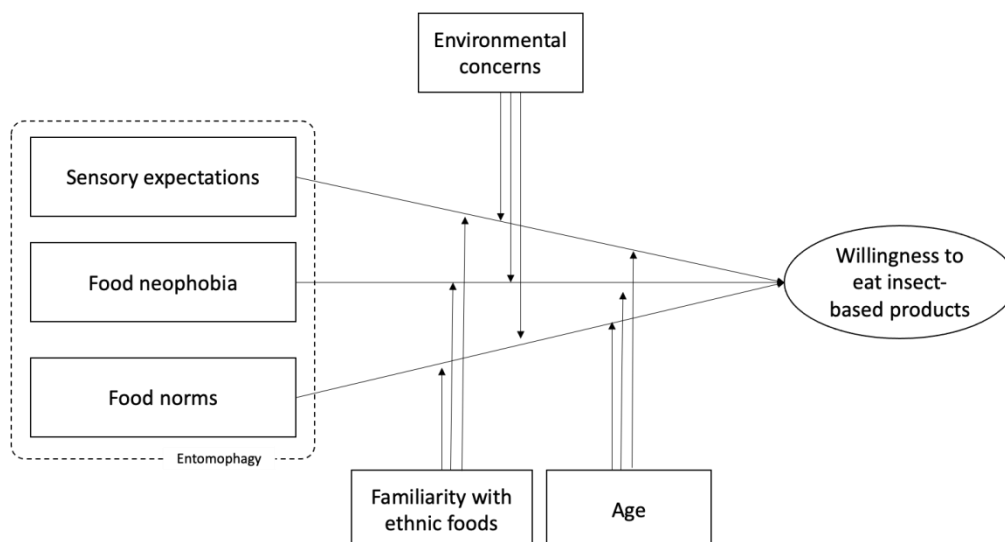 Environmental
concerns
Sensory expectations
Food neophobia
Food norms
Entomophagy
Willingness to
eat insect-
based products
Familiarity with
ethnic foods
Age